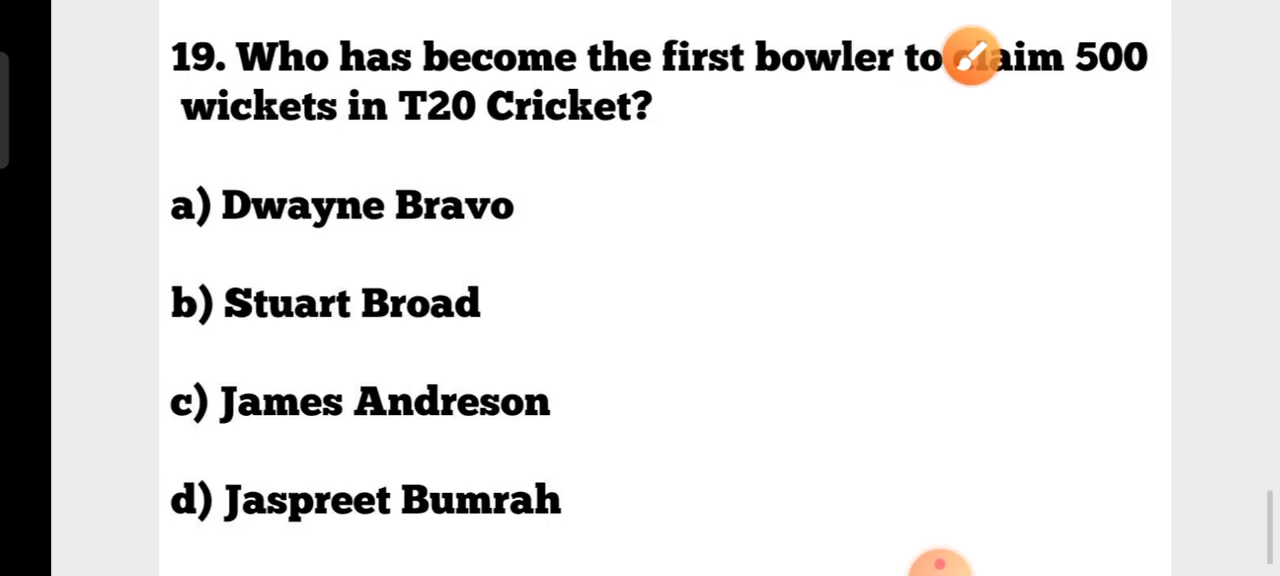 19. Who has become the first bowler to claim 500
wickets in T20 Cricket?
a) Dwayne Bravo
b) Stuart Broad
c) James Andreson
d) Jaspreet Bumrah